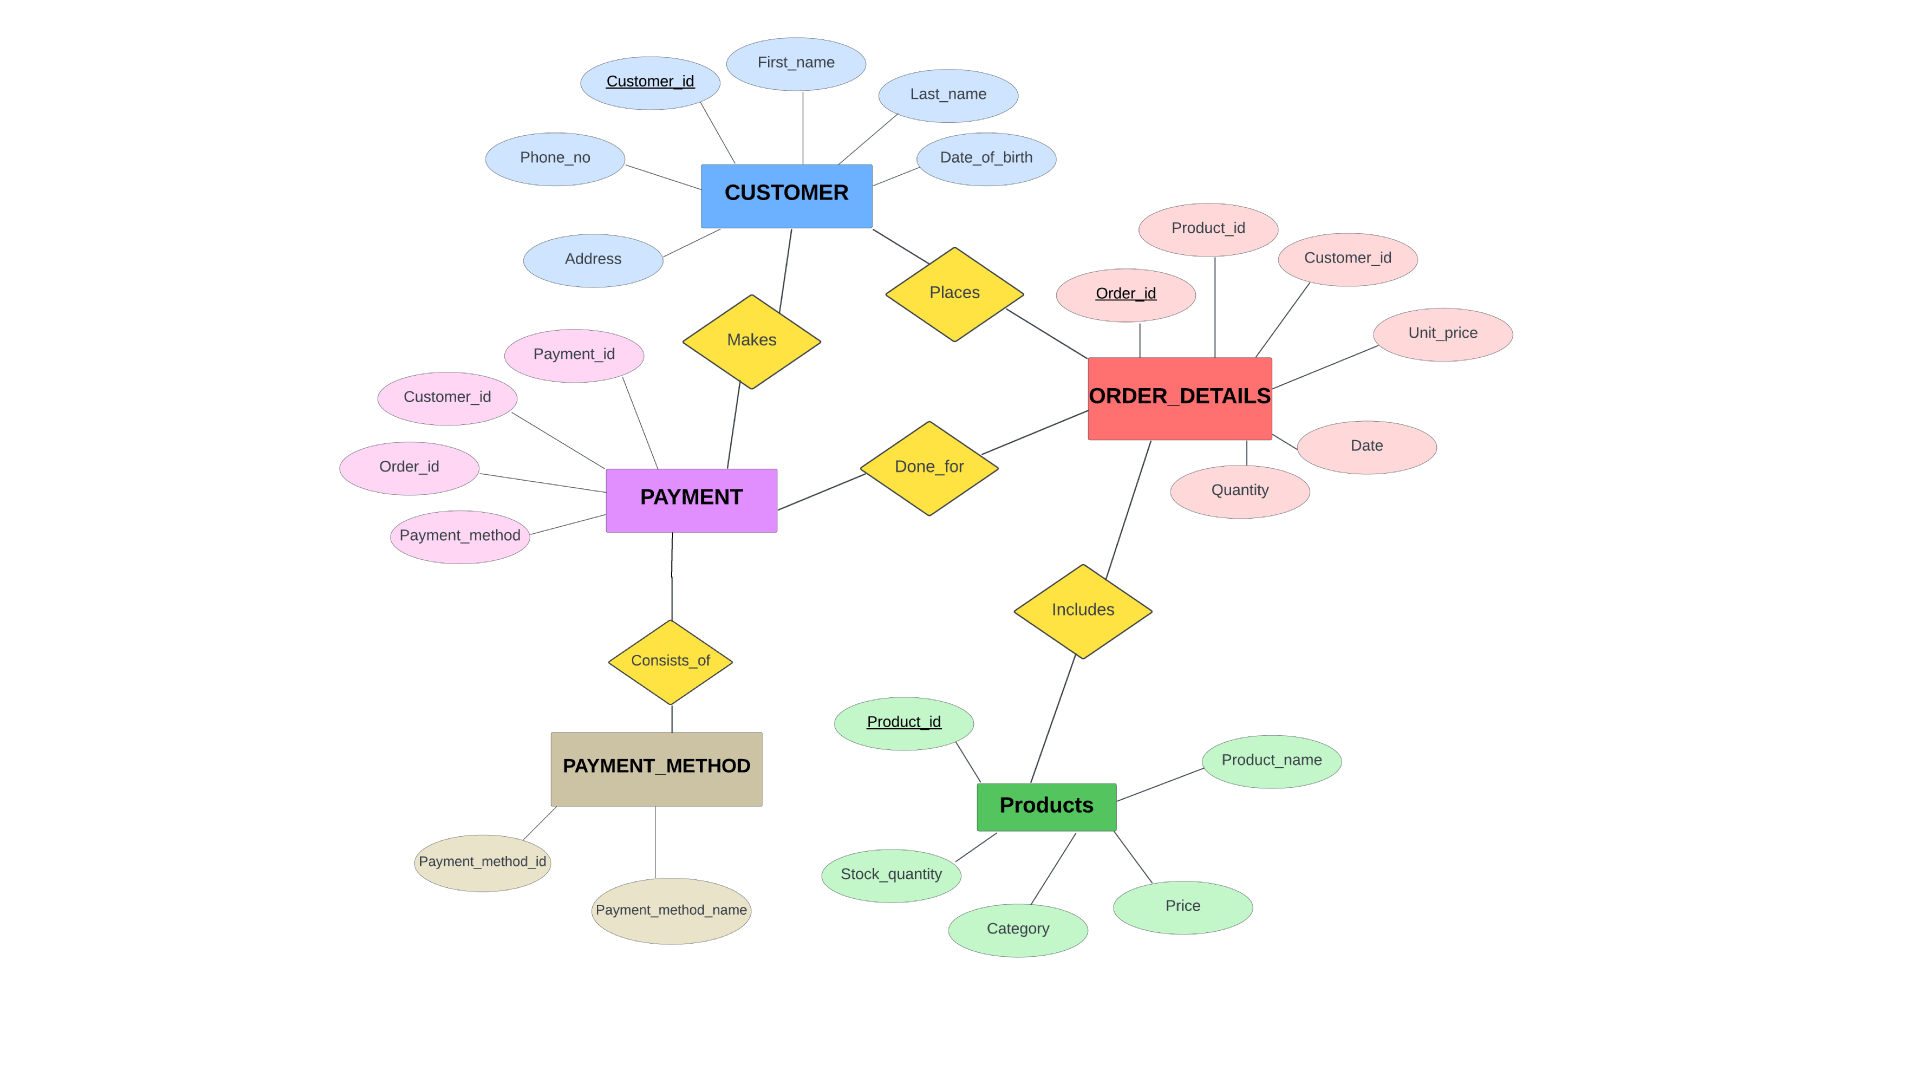 First_name
Customer_id
Last_name
Phone_no
Date_of_birth
CUSTOMER
Address
Product_id
Customer_id
Places
Order_id
Unit_price
Makes
Payment_id
Customer_id
ORDER_DETAILS
Date
Order_id
Done_for
Quantity
PAYMENT
Payment_method
Includes
Consists_of
Product_id
Product_name
PAYMENT_METHOD
Products
Payment_method_id
Stock_quantity
Price
Payment_method_name
Category